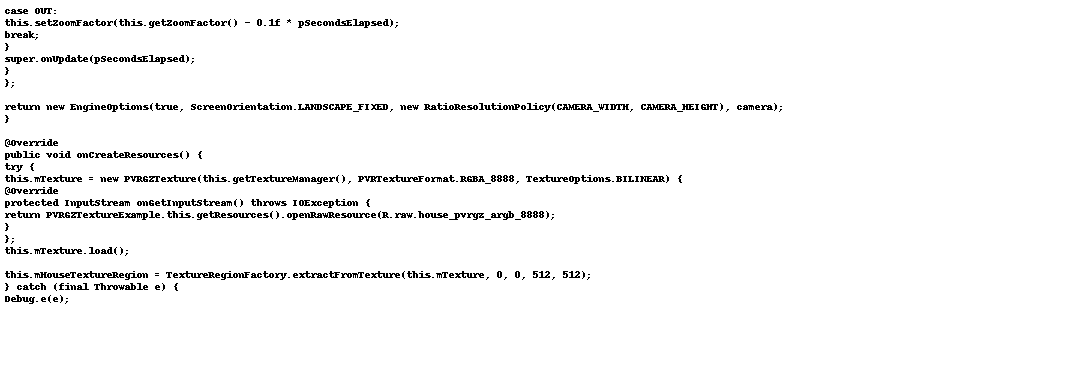 case OUT:
this.setZoomFactor(this.getZoomFactor() - 0.1f * pSecondsElapsed);
break;
}
super.onUpdate(pSecondsElapsed);
}
};

return new EngineOptions(true, ScreenOrientation.LANDSCAPE_FIXED, new RatioResolutionPolicy(CAMERA_WIDTH, CAMERA_HEIGHT), camera);
}

@Override
public void onCreateResources() {
try {
this.mTexture = new PVRGZTexture(this.getTextureManager(), PVRTextureFormat.RGBA_8888, TextureOptions.BILINEAR) {
@Override
protected InputStream onGetInputStream() throws IOException {
return PVRGZTextureExample.this.getResources().openRawResource(R.raw.house_pvrgz_argb_8888);
}
};
this.mTexture.load();

this.mHouseTextureRegion = TextureRegionFactory.extractFromTexture(this.mTexture, 0, 0, 512, 512);
} catch (final Throwable e) {
Debug.e(e);